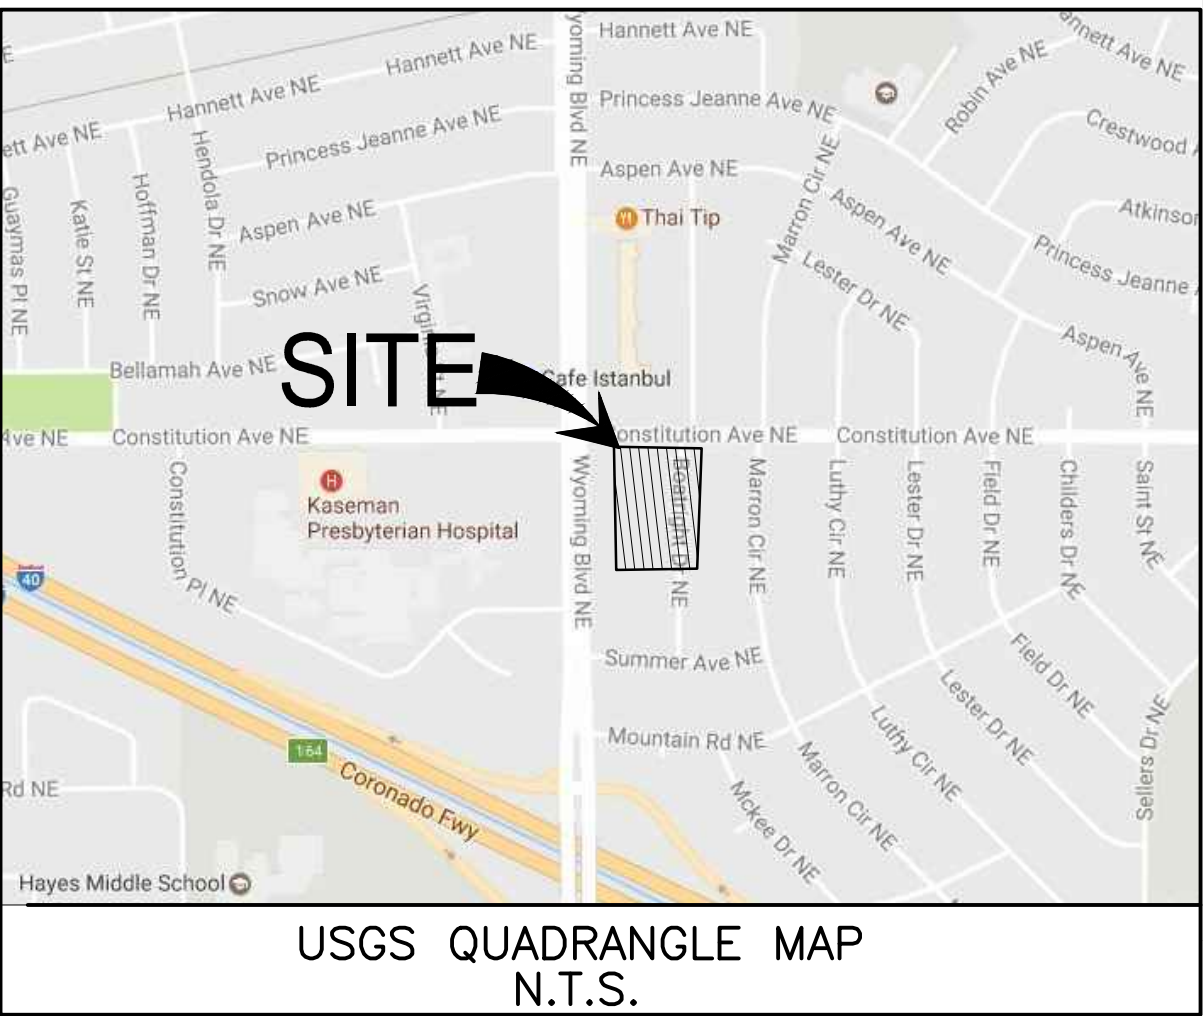 Hannett Ave NE
Hannett Ave NE
Hannett Ave NE
ett Ave NE
Princess Jeanne Ave NE
Princess Jeanne Ave NE
Robin Ave NE
annett Ave NE
Crestwood
Wyoming Blvd NE
Hendola Dr NE
Aspen Ave NE
Aspen Ave NE
Aspen Ave NE
Marron Cir NE
Thai Tip
Atkinson
Princess Jeanne
Guaymas Pl NE
Katie St NE
Hoffman Dr NE
Snow Ave NE
Lester Dr NE
Aspen Ave NE
SITE
Bellamah Ave NE
Cafe Istanbul
Ave NE
Constitution Ave NE
onstitution Ave NE
Constitution Ave NE
H
Kaseman
Presbyterian Hospital
Constitution Pl NE
Wyoming Blvd NE
Boatright Dr NE
Marron Cir NE
Luthy Cir NE
Lester Dr NE
Field Dr NE
Childers Dr NE
Saint St NE
40
Summer Ave NE
Field Dr NE
Lester Dr NE
Luthy Cir NE
Sellers Dr NE
Mountain Rd NE
Marron Cir NE
Mckee Dr NE
164
Coronado Fwy
Rd NE
Hayes Middle School
USGS QUADRANGLE MAP
N.T.S.